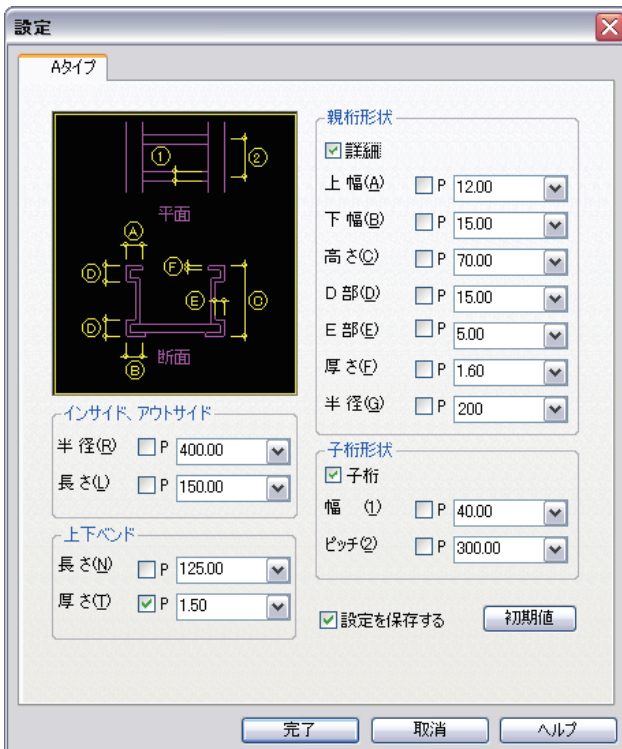 設定
Aタイプ
① ②
平面
Ⓐ
Ⓓ Ⓕ
Ⓔ Ⓒ
Ⓓ
Ⓑ 断面
インサイド、アウトサイド
半 径(R) P 400.00
長 さ(L) P 150.00
上下ベンド
長 さ(N) P 125.00
厚 さ(T) P 1.50
親桁形状
詳細
上 幅(A) P 12.00
下 幅(B) P 15.00
高 さ(C) P 70.00
D 部(D) P 15.00
E 部(E) P 5.00
厚 さ(F) P 1.60
半 径(G) P 200
子桁形状
子桁
幅 (1) P 40.00
ピッチ(2) P 300.00
設定を保存する 初期値
完了 取消 ヘルプ